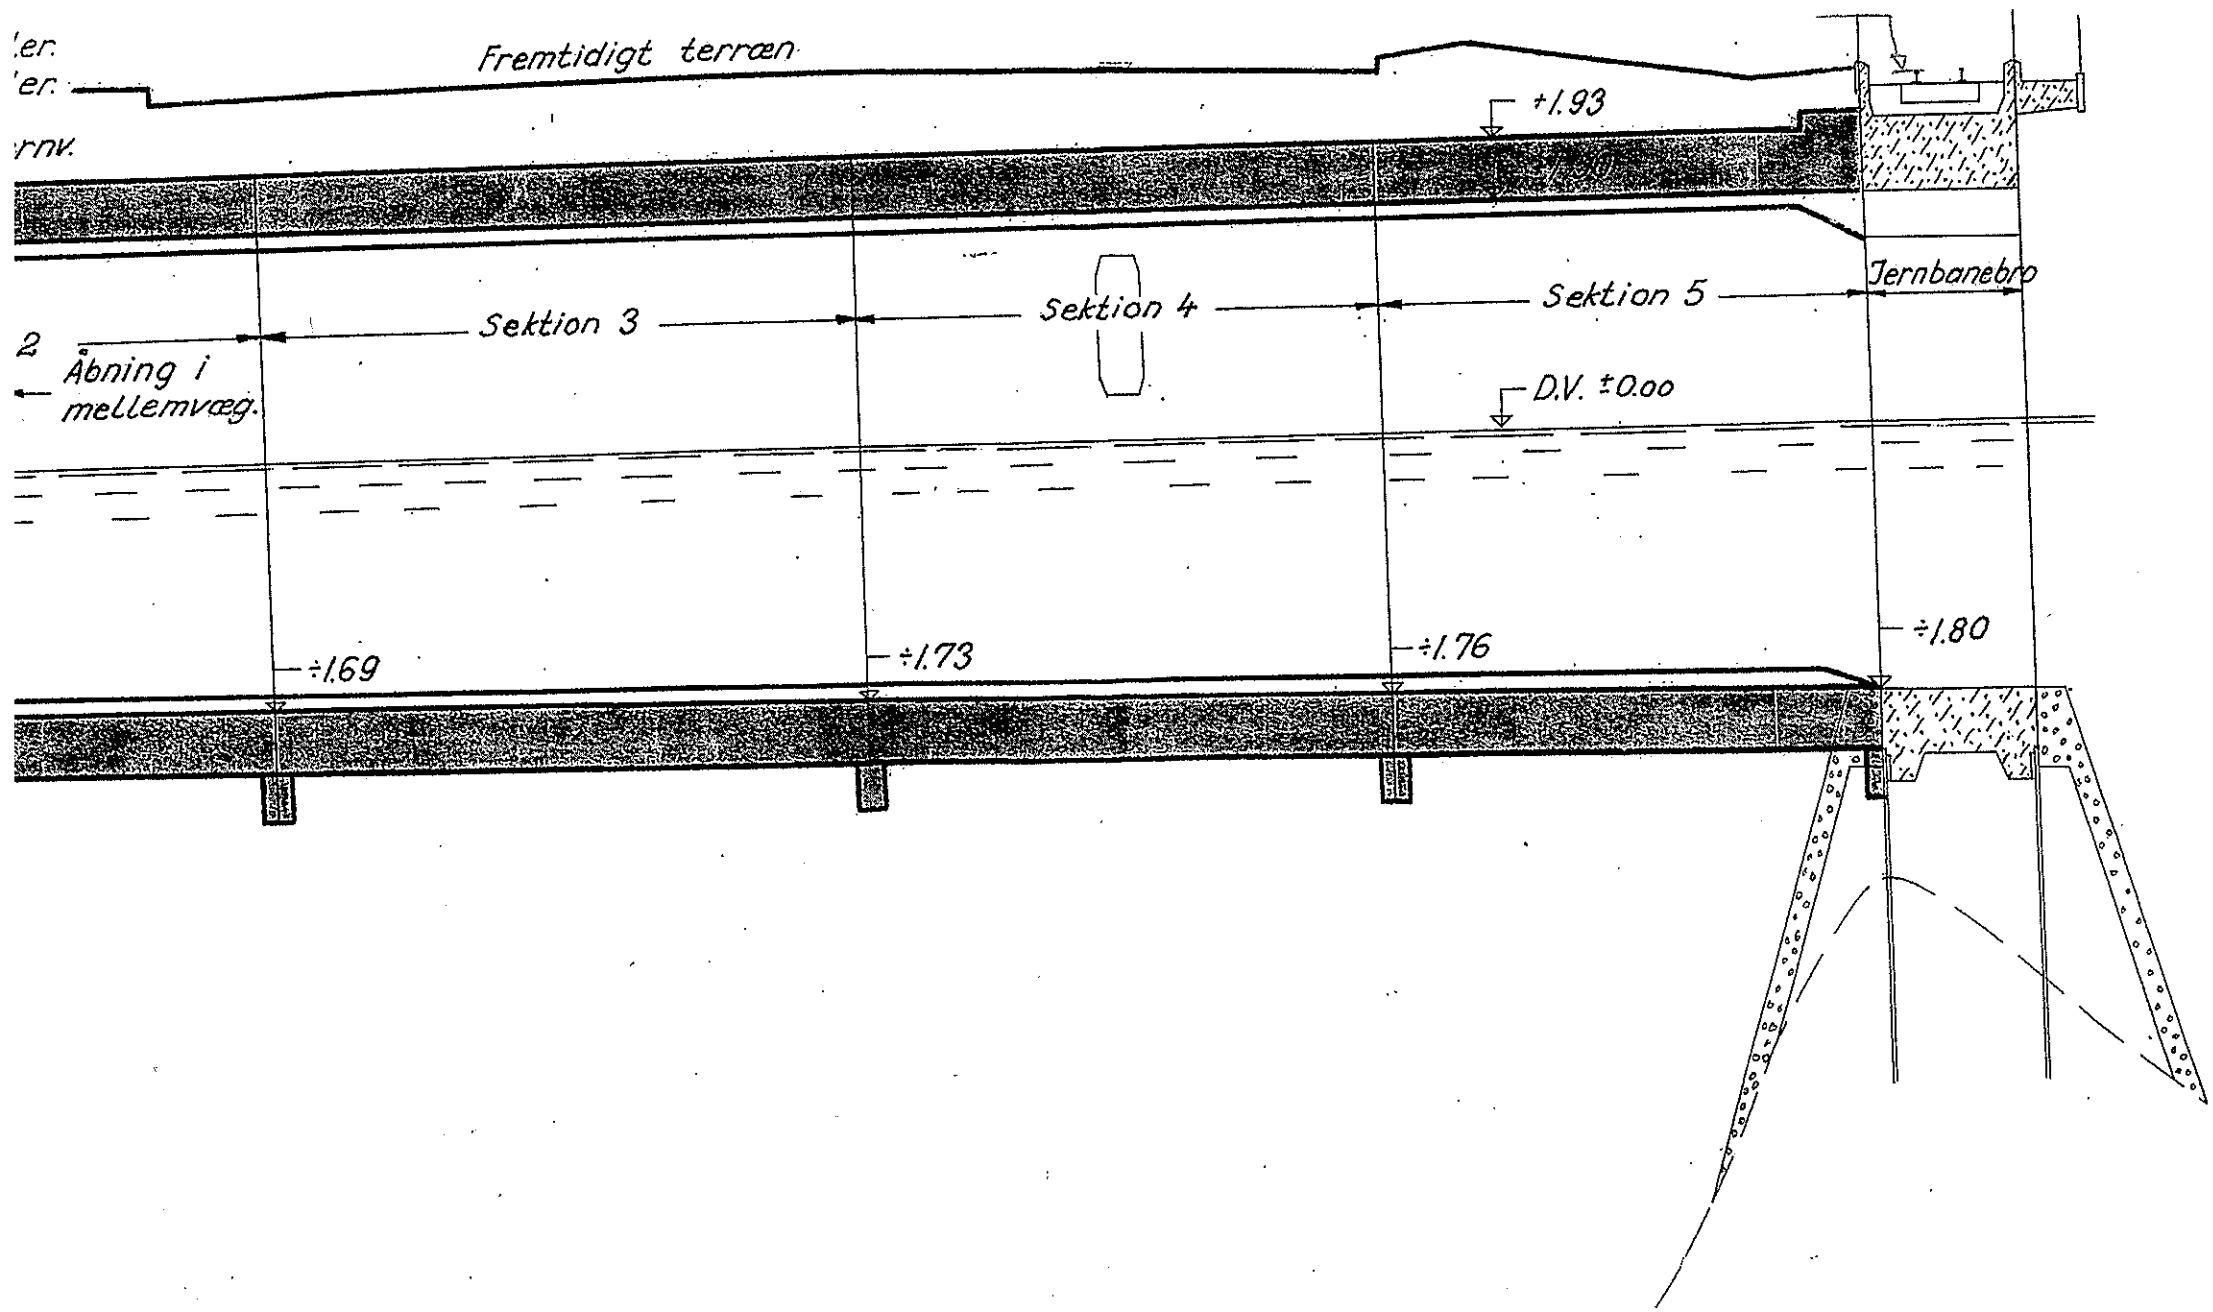 Fremtidigt terræn
+1.93
Sektion 3
Sektion 4
Sektion 5
Jernbanebro
2
Åbning i
mellemvæg.
D.V. ±0.00
÷1.69
÷1.73
÷1.76
÷1.80